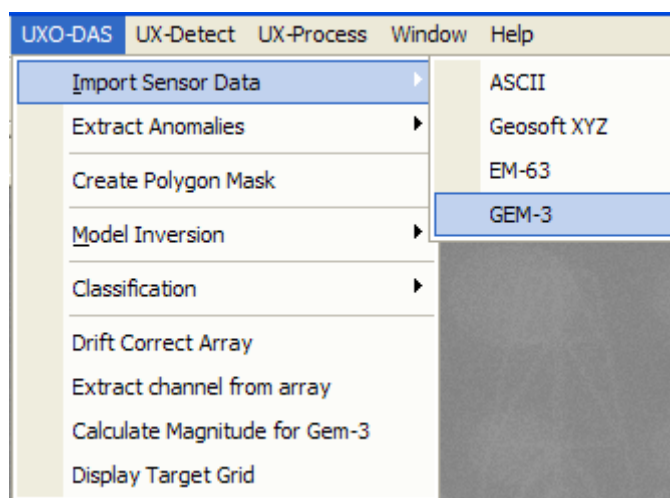 UXO-DAS UX-Detect UX-Process Window Help
Import Sensor Data
Extract Anomalies
Create Polygon Mask
Model Inversion
Classification
Drift Correct Array
Extract channel from array
Calculate Magnitude for Gem-3
Display Target Grid
ASCII
Geosoft XYZ
EM-63
GEM-3